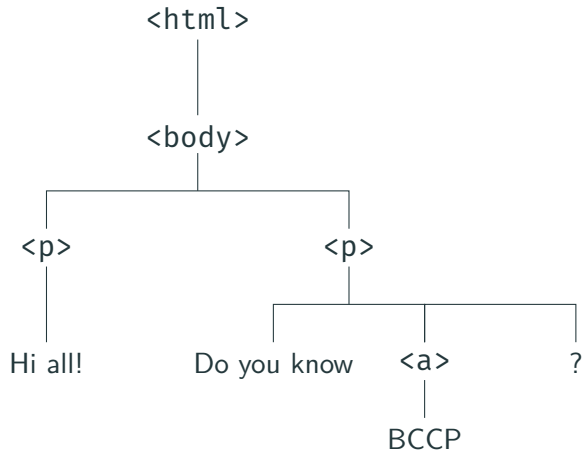 <html>
<body>
<p> <p>
Hi all! Do you know <a> ?
BCCP